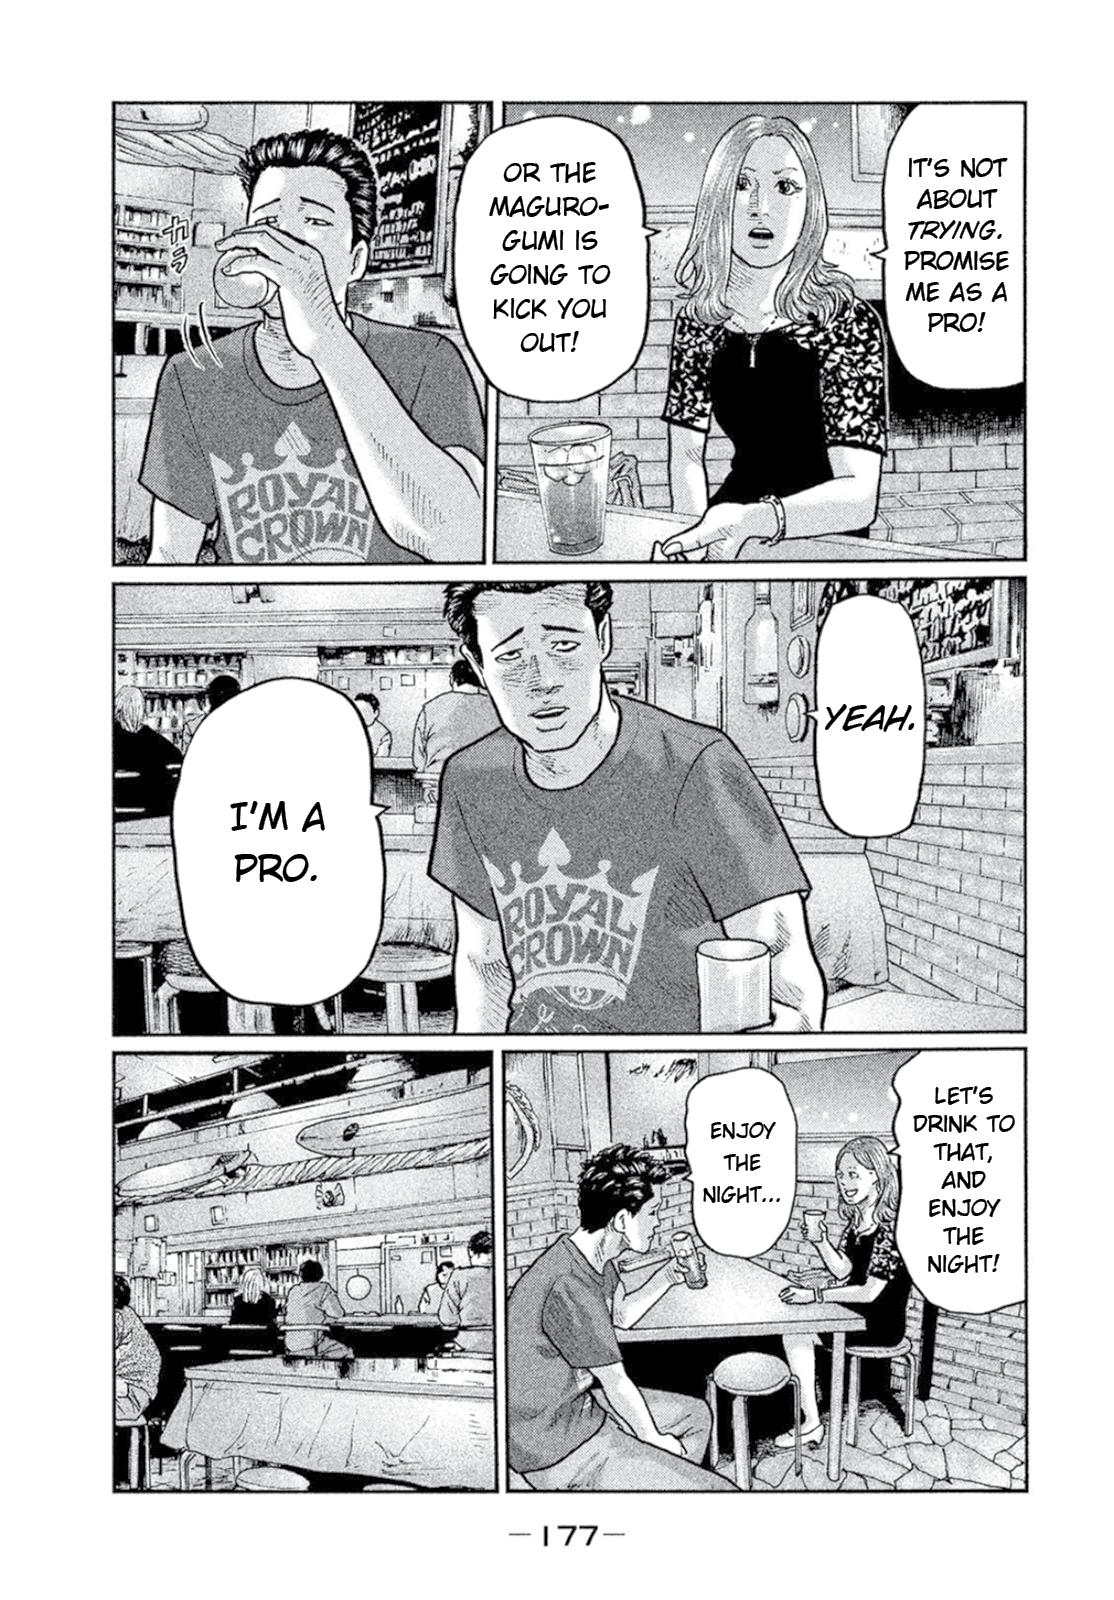 IT'S NOT
ABOUT
TRYING.
PROMISE
ME AS A
PRO!
OR THE
MAGURO-
GUMI IS
GOING TO
KICK YOU
OUT!
カラ
ROYAL
CROWN
YEAH.
I'M A
PRO.
ROYAL
CROWN
LET'S
DRINK TO
THAT,
AND
ENJOY
THE
NIGHT!
ENJOY
THE
NIGHT...
—177—